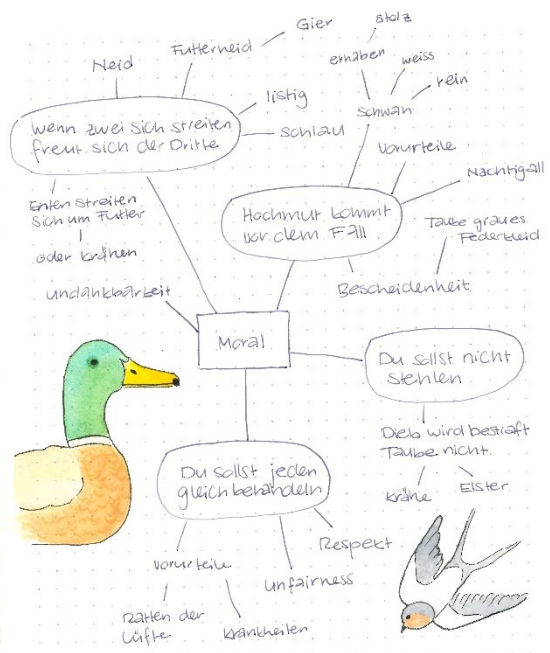 stolz
Gier
Futterneid
erhaben
weiss
Neid
rein
listig
Schwan
schlau
Wenn zwei sich streiten
freut sich der Dritte
Vorurteile
Nachtigall
Enten streiten
sich um Futter
Hochmut kommt
vor dem Fall
Taube graues
Federkleid
oder Krähen
Bescheidenheit
Undankbarkeit
Moral
Du sollst nicht
stehlen
Dieb wird bestraft
Taube nicht.
Du sollst jeden
gleich behandeln
Krähe
Elster
Respekt
Vorurteile
Unfairness
Ratten der
Lüfte
Krankheiten